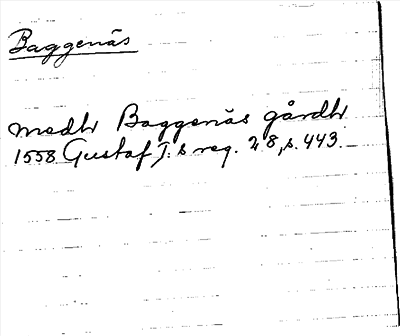 Baggenäs
medh Baggenäs gårdh
1558 Gustaf I:s reg. 28, s. 443.